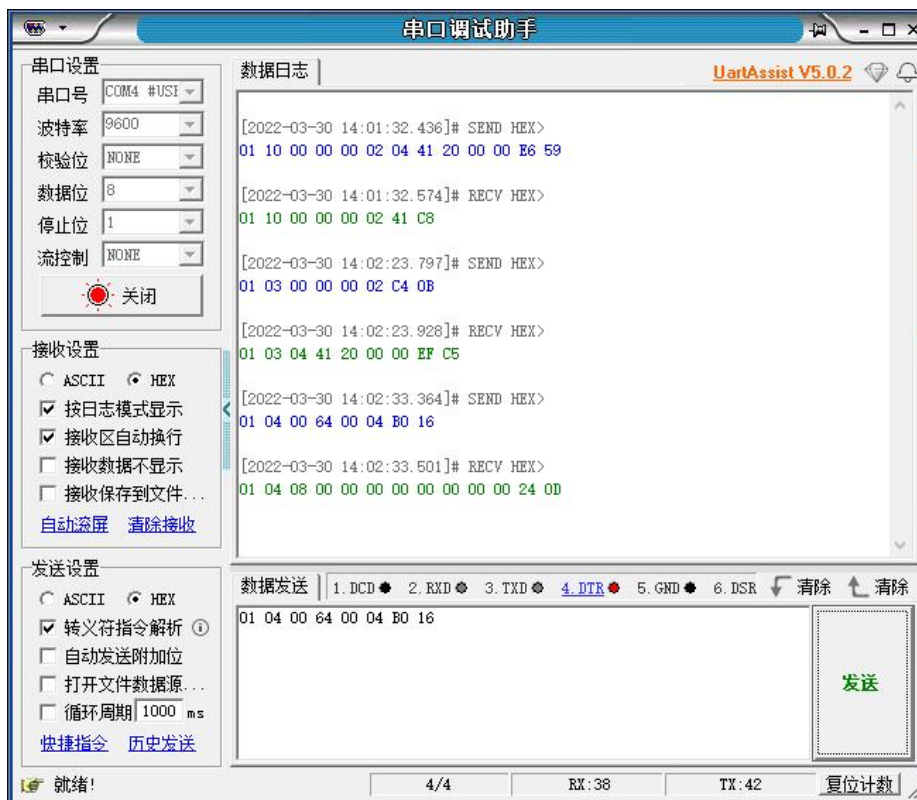 串口调试助手
串口设置
串口号 COM4 #USI
波特率 9600
校验位 NONE
数据位 8
停止位 1
流控制 NONE
关闭
接收设置
ASCII HEX
按日志模式显示
接收区自动换行
接收数据不显示
接收保存到文件...
自动滚屏 清除接收
发送设置
ASCII HEX
转义符指令解析
自动发送附加位
打开文件数据源...
循环周期 1000 ms
快捷指令 历史发送
数据日志 UartAssist V5.0.2
[2022-03-30 14:01:32.436]# SEND HEX>
01 10 00 00 00 02 04 41 20 00 00 E6 59
[2022-03-30 14:01:32.574]# RECV HEX>
01 10 00 00 00 02 41 C8
[2022-03-30 14:02:23.797]# SEND HEX>
01 03 00 00 00 02 C4 0B
[2022-03-30 14:02:23.928]# RECV HEX>
01 03 04 41 20 00 00 EF C5
[2022-03-30 14:02:33.364]# SEND HEX>
01 04 00 64 00 04 B0 16
[2022-03-30 14:02:33.501]# RECV HEX>
01 04 08 00 00 00 00 00 00 00 00 24 0D
数据发送 1.DCD 2.RXD 3.TXD 4.DTR 5.GND 6.DSR 清除 清除
01 04 00 64 00 04 B0 16
发送
就绪! 4/4 RX:38 TX:42 复位计数